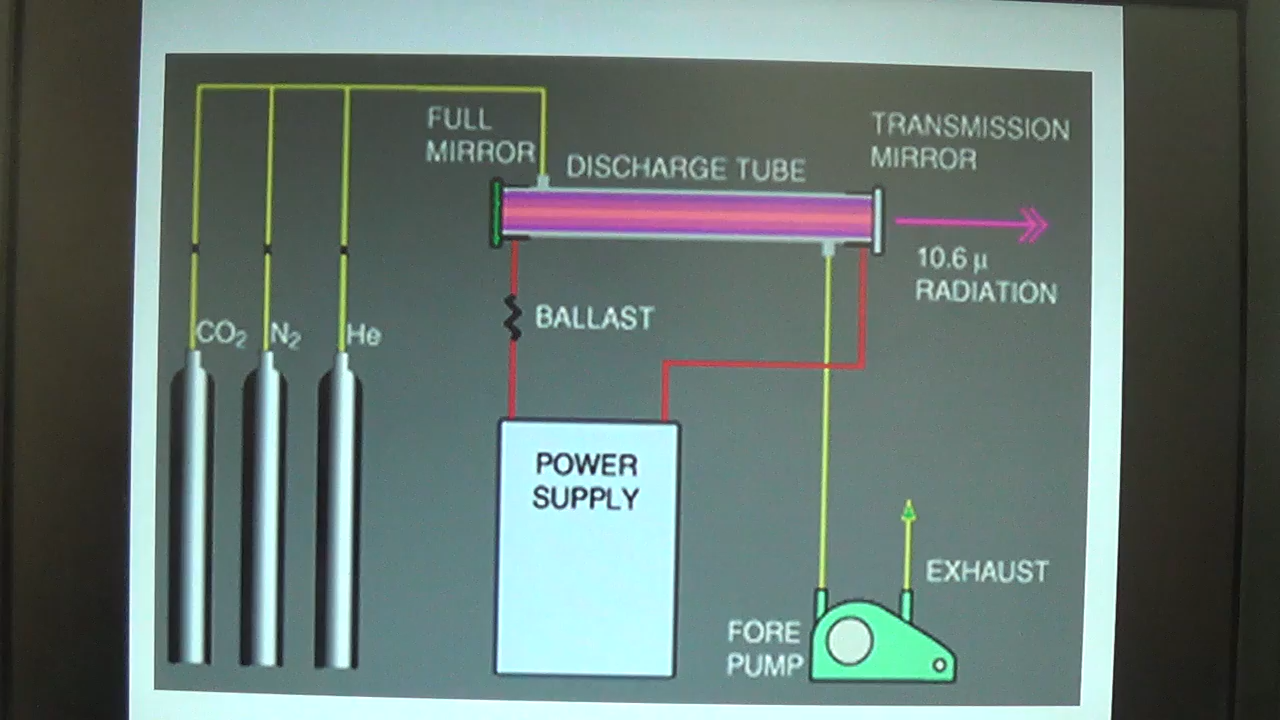 FULL
MIRROR
DISCHARGE TUBE
TRANSMISSION
MIRROR
10.6 μ
RADIATION
CO₂
N₂
He
BALLAST
POWER
SUPPLY
EXHAUST
FORE
PUMP